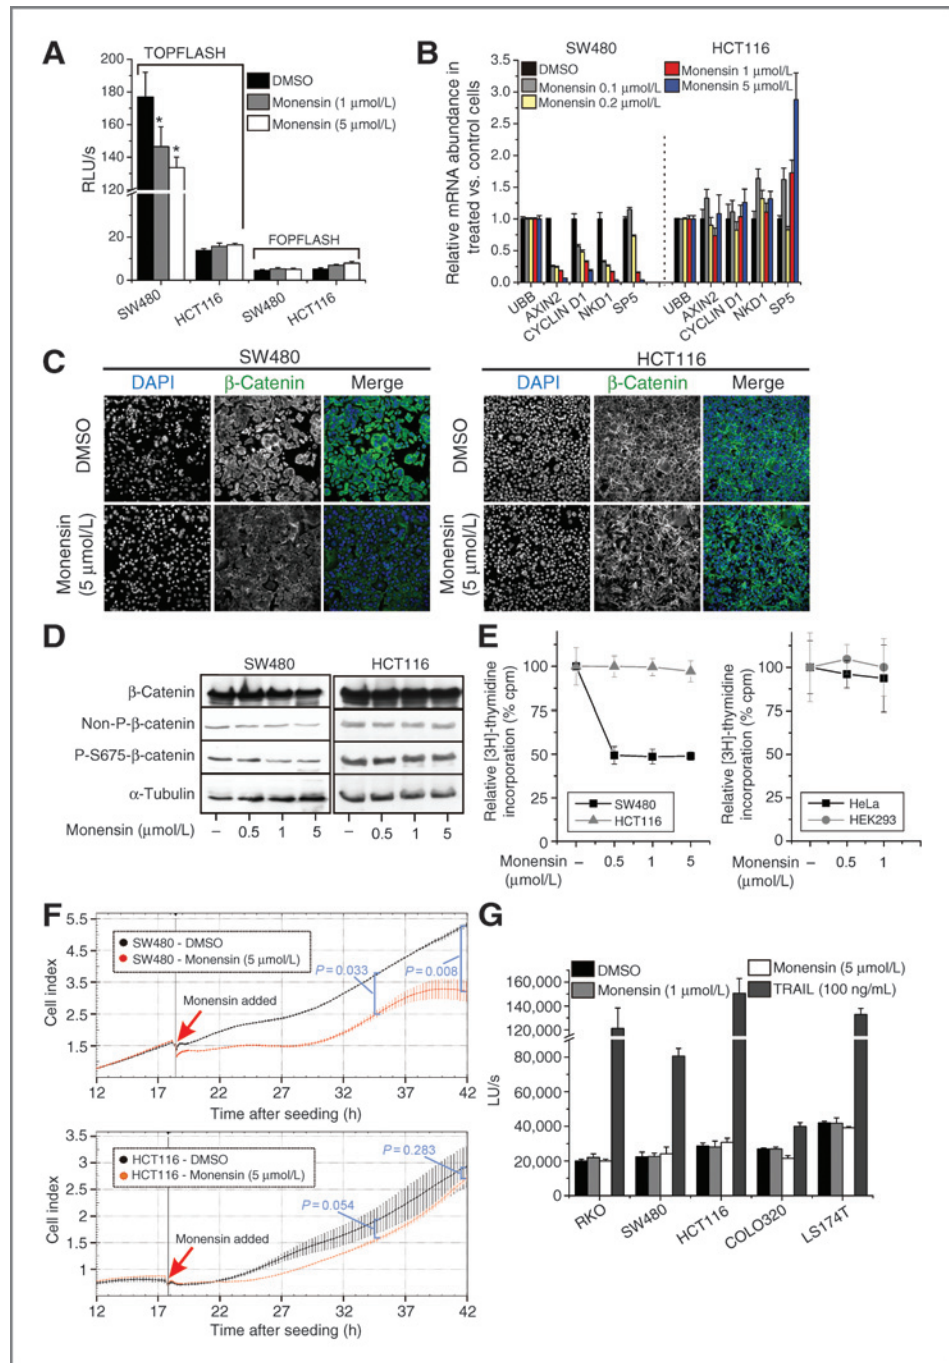 A
TOPFLASH
DMSO
Monensin (1 μmol/L)
Monensin (5 μmol/L)
*
*
FOPFLASH
RLU/s
200
180
160
140
120
20
10
0
SW480
HCT116
SW480
HCT116
B
SW480
HCT116
DMSO
Monensin 0.1 μmol/L
Monensin 0.2 μmol/L
Monensin 1 μmol/L
Monensin 5 μmol/L
Relative mRNA abundance in
treated vs. control cells
3.5
3.0
2.5
2.0
1.5
1.0
0.5
0.0
UBB
AXIN2
CYCLIN D1
NKD1
SP5
UBB
AXIN2
CYCLIN D1
NKD1
SP5
C
SW480
HCT116
DAPI
β-Catenin
Merge
DAPI
β-Catenin
Merge
DMSO
Monensin
(5 μmol/L)
DMSO
Monensin
(5 μmol/L)
D
SW480
HCT116
β-Catenin
Non-P-β-catenin
P-S675-β-catenin
α-Tubulin
Monensin (μmol/L)
– 0.5 1 5
– 0.5 1 5
E
Relative [3H]-thymidine
incorporation (% cpm)
100
75
50
25
0
SW480
HCT116
Monensin
(μmol/L)
– 0.5 1 5
Relative [3H]-thymidine
incorporation (% cpm)
100
75
50
25
0
HeLa
HEK293
Monensin
(μmol/L)
– 0.5 1
F
Cell index
5.5
4.5
3.5
2.5
1.5
SW480 - DMSO
SW480 - Monensin (5 μmol/L)
Monensin added
P = 0.033
P = 0.008
12 17 22 27 32 37 42
Time after seeding (h)
Cell index
3.5
3
2.5
2
1.5
1
HCT116 - DMSO
HCT116 - Monensin (5 μmol/L)
Monensin added
P = 0.054
P = 0.283
12 17 22 27 32 37 42
Time after seeding (h)
G
DMSO
Monensin (1 μmol/L)
Monensin (5 μmol/L)
TRAIL (100 ng/mL)
LU/s
160,000
140,000
120,000
80,000
60,000
40,000
20,000
0
RKO
SW480
HCT116
COLO320
LS174T